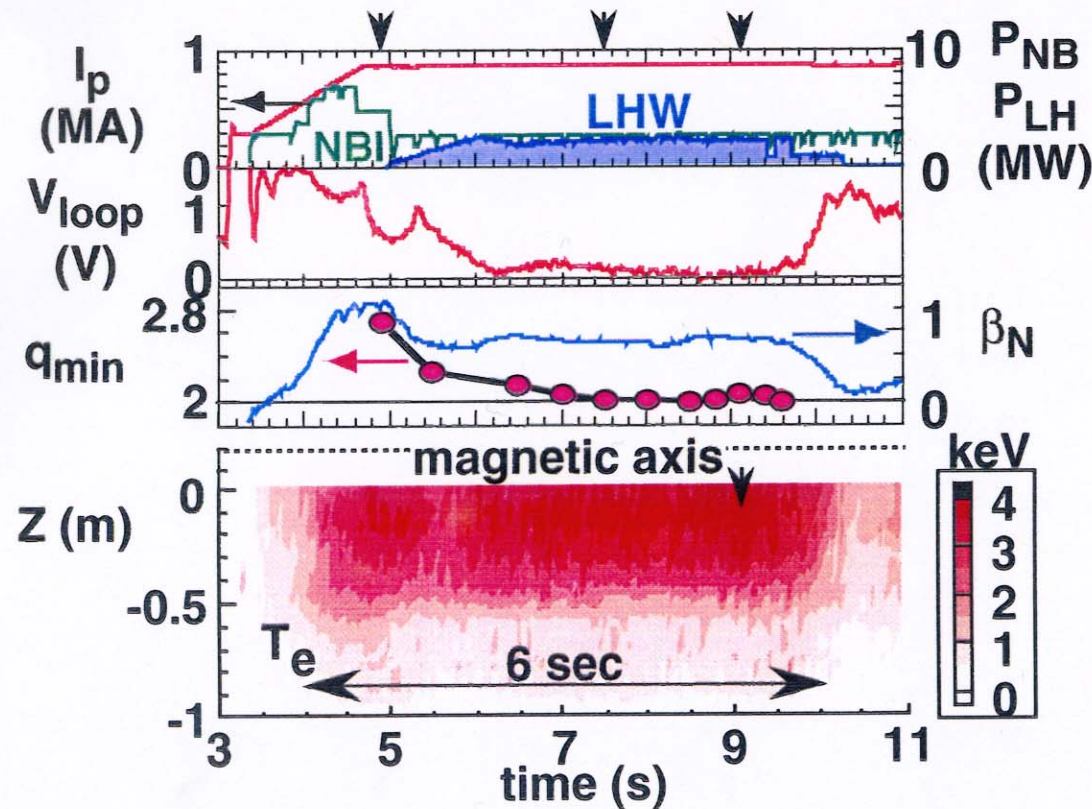 1
I_p
(MA)
0
NBI
LHW
10
P_NB
P_LH
(MW)
0
V_loop
(V)
1
0
2.8
q_min
2
1
β_N
0
magnetic axis
keV
Z (m)
0
-0.5
-1
T_e
6 sec
4
3
2
1
0
3
5
7
9
11
time (s)